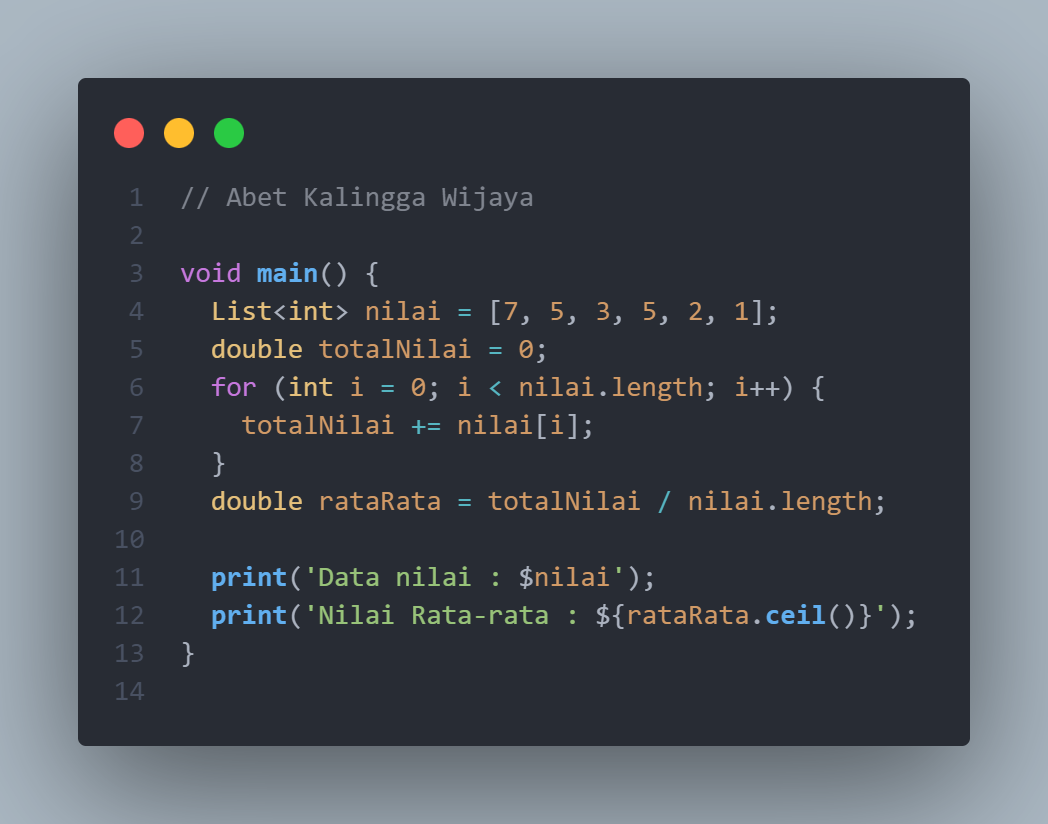 1 // Abet Kalingga Wijaya
2
3 void main() {
4   List<int> nilai = [7, 5, 3, 5, 2, 1];
5   double totalNilai = 0;
6   for (int i = 0; i < nilai.length; i++) {
7     totalNilai += nilai[i];
8   }
9   double rataRata = totalNilai / nilai.length;
10
11   print('Data nilai : $nilai');
12   print('Nilai Rata-rata : ${rataRata.ceil()}');
13 }
14